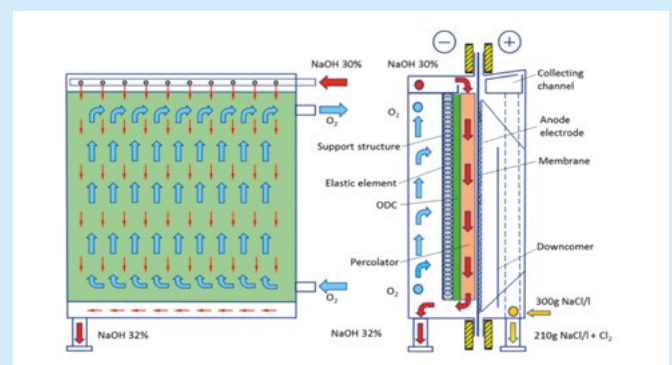 NaOH 30%
O₂
O₂
NaOH 32%
−
+
NaOH 30%
Collecting
channel
O₂
Anode
electrode
Support structure
Membrane
Elastic element
ODC
Downcomer
Percolator
O₂
300g NaCl/l
NaOH 32%
210g NaCl/l + Cl₂